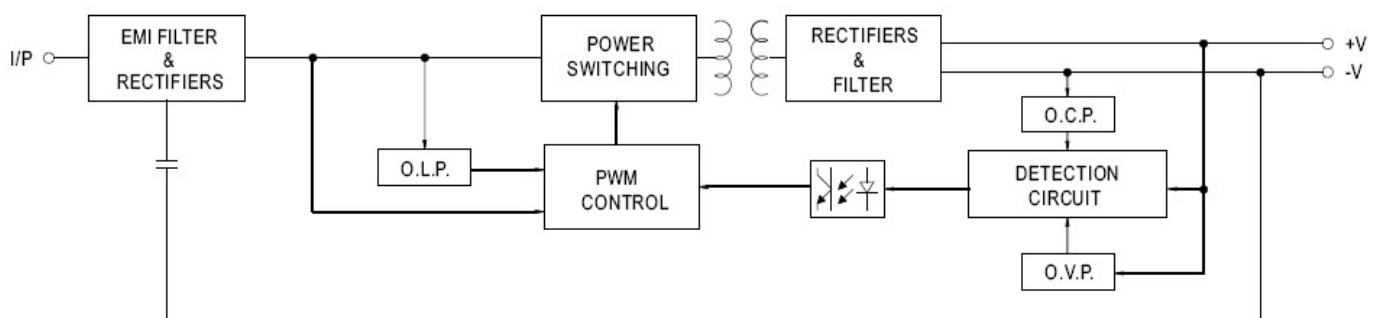 I/P
EMI FILTER
&
RECTIFIERS
POWER
SWITCHING
RECTIFIERS
&
FILTER
+V
-V
O.C.P.
O.L.P.
PWM
CONTROL
DETECTION
CIRCUIT
O.V.P.